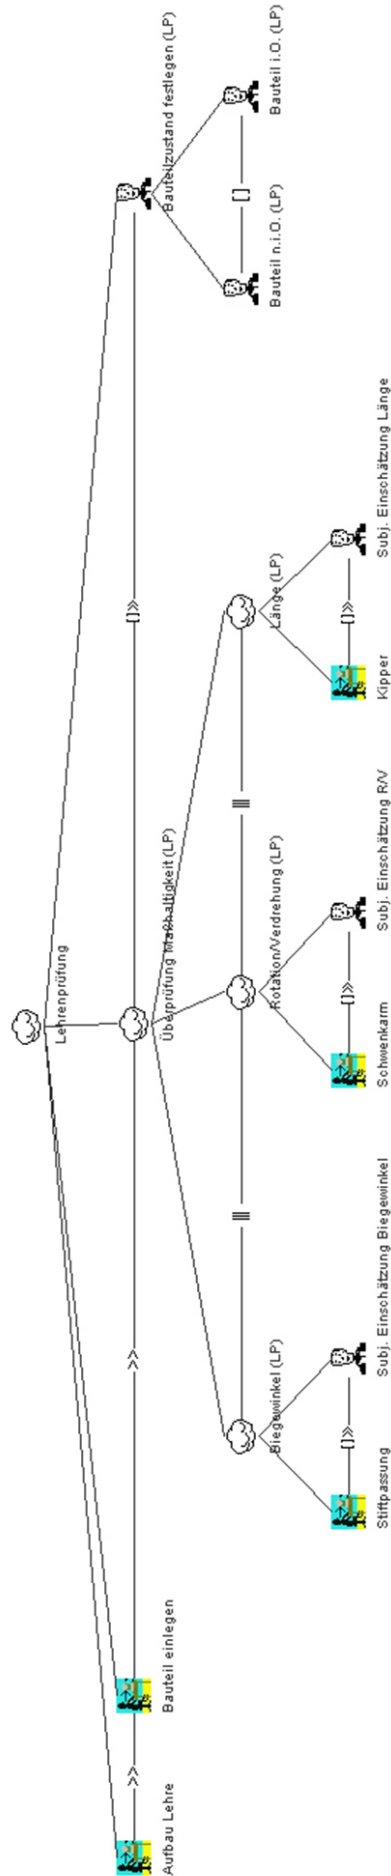 Lehrenprüfung
Aufbau Lehre
>>
Bauteil einlegen
>>
Überprüfung Maßhaltigkeit (LP)
[]>>
Bauteilzustand festlegen (LP)
Biegewinkel (LP)
|||
Rotation/Verdrehung (LP)
|||
Länge (LP)
Bauteil n.i.O. (LP)
[]
Bauteil i.O. (LP)
Stiftpassung
[]>>
Subj. Einschätzung Biegewinkel
Schwenkarm
[]>>
Subj. Einschätzung R/V
Kipper
[]>>
Subj. Einschätzung Länge